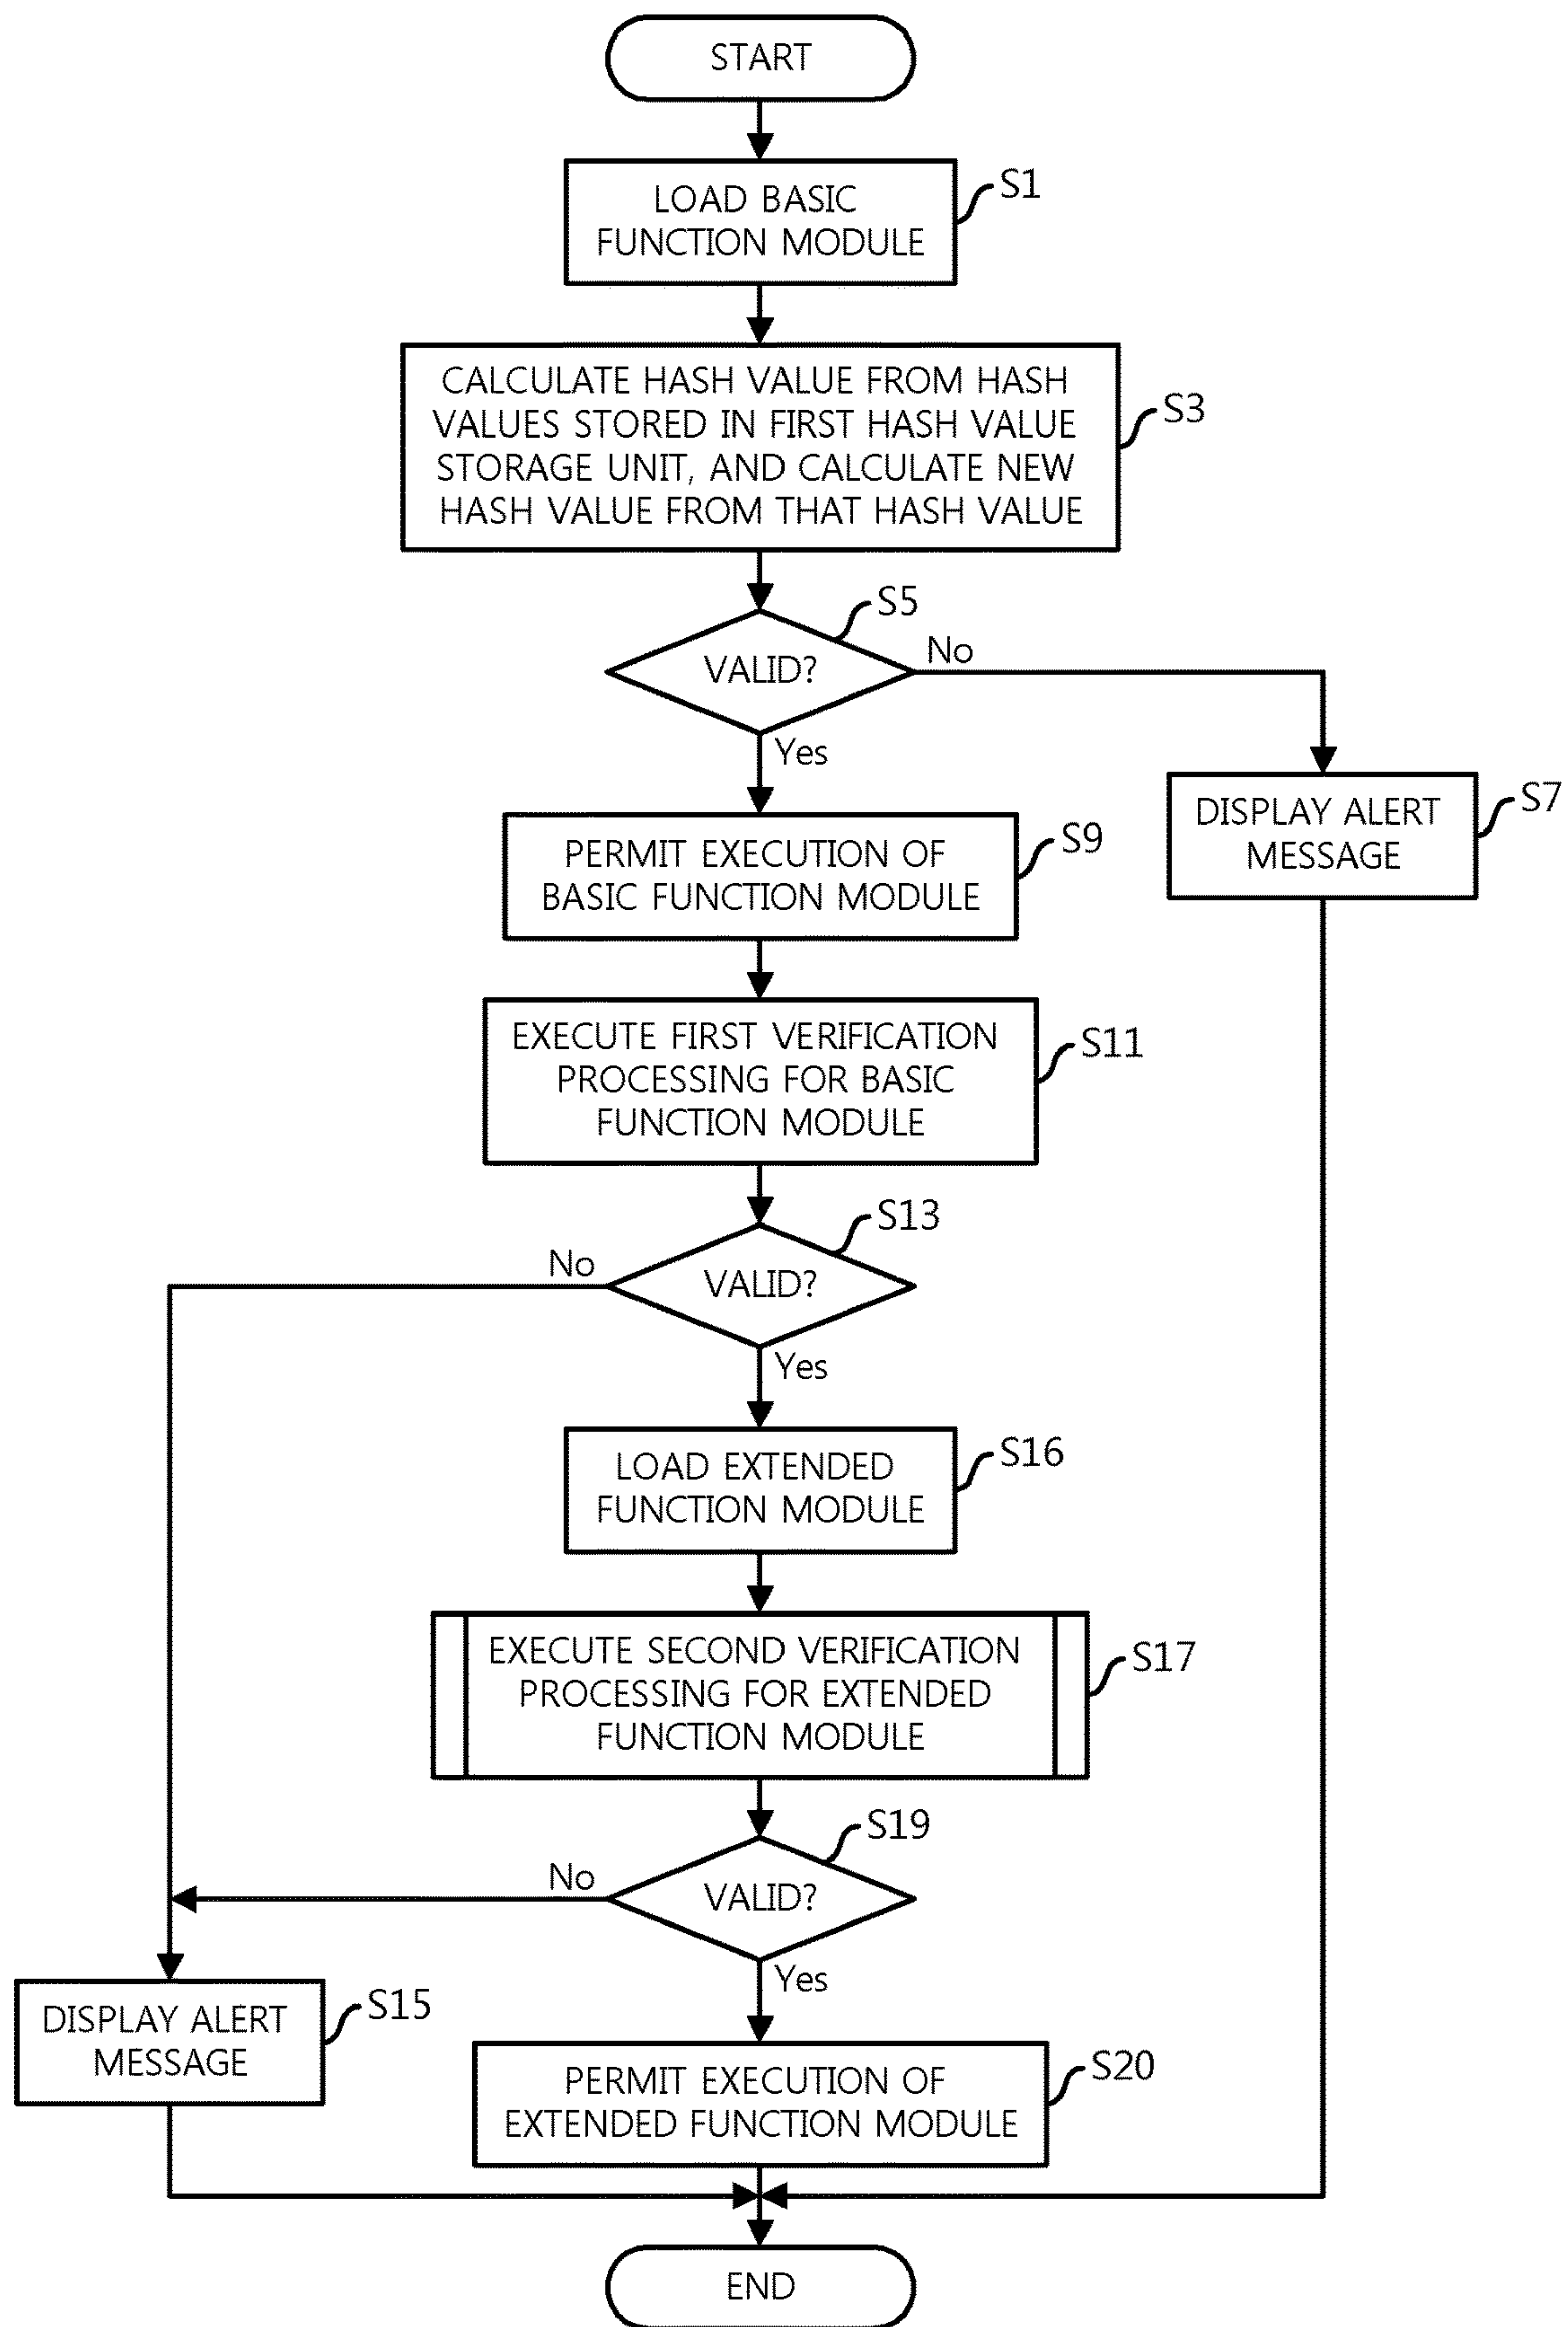 START
LOAD BASIC
FUNCTION MODULE
S1
CALCULATE HASH VALUE FROM HASH
VALUES STORED IN FIRST HASH VALUE
STORAGE UNIT, AND CALCULATE NEW
HASH VALUE FROM THAT HASH VALUE
S3
S5
VALID?
No
Yes
DISPLAY ALERT
MESSAGE
S7
PERMIT EXECUTION OF
BASIC FUNCTION MODULE
S9
EXECUTE FIRST VERIFICATION
PROCESSING FOR BASIC
FUNCTION MODULE
S11
S13
No
VALID?
Yes
LOAD EXTENDED
FUNCTION MODULE
S16
EXECUTE SECOND VERIFICATION
PROCESSING FOR EXTENDED
FUNCTION MODULE
S17
S19
No
VALID?
Yes
DISPLAY ALERT
MESSAGE
S15
PERMIT EXECUTION OF
EXTENDED FUNCTION MODULE
S20
END